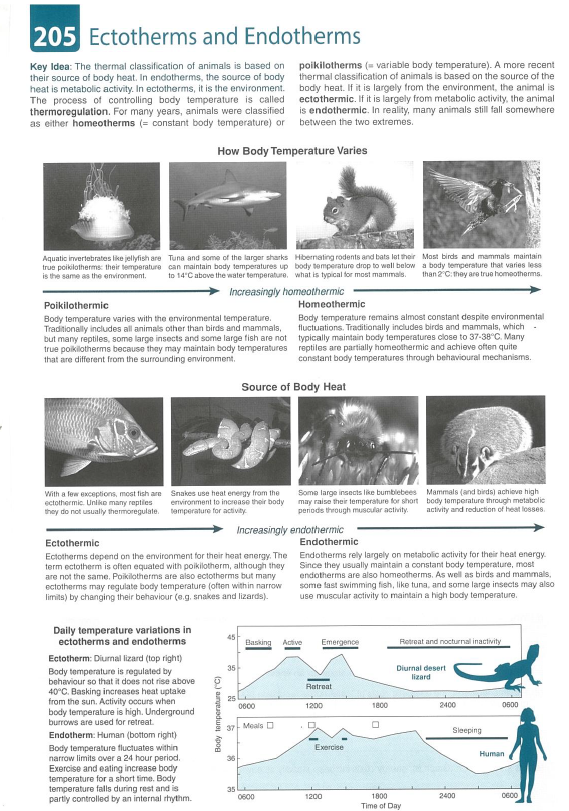 205 Ectotherms and Endotherms
Key Idea: The thermal classification of animals is based on
their source of body heat. In endotherms, the source of body
heat is metabolic activity. In ectotherms, it is the environment.
The process of controlling body temperature is called
thermoregulation. For many years, animals were classified
as either homeotherms (= constant body temperature) or
poikilotherms (= variable body temperature). A more recent
thermal classification of animals is based on the source of the
body heat. If it is largely from the environment, the animal is
ectothermic. If it is largely from metabolic activity, the animal
is endothermic. In reality, many animals still fall somewhere
between the two extremes.
How Body Temperature Varies
Aquatic invertebrates like jellyfish are
true poikilotherms: their temperature
is the same as the environment.
Tuna and some of the larger sharks
can maintain body temperatures up
to 14°C above the water temperature.
Hibernating rodents and bats let their
body temperature drop to well below
what is typical for most mammals.
Most birds and mammals maintain
a body temperature that varies less
than 2°C: they are true homeotherms.
Increasingly homeothermic
Poikilothermic
Body temperature varies with the environmental temperature.
Traditionally includes all animals other than birds and mammals,
but many reptiles, some large insects and some large fish are not
true poikilotherms because they may maintain body temperatures
that are different from the surrounding environment.
Homeothermic
Body temperature remains almost constant despite environmental
fluctuations. Traditionally includes birds and mammals, which
typically maintain body temperatures close to 37-38°C. Many
reptiles are partially homeothermic and achieve often quite
constant body temperatures through behavioural mechanisms.
Source of Body Heat
With a few exceptions, most fish are
ectothermic. Unlike many reptiles
they do not usually thermoregulate.
Snakes use heat energy from the
environment to increase their body
temperature for activity.
Some large insects like bumblebees
may raise their temperature for short
periods through muscular activity.
Mammals (and birds) achieve high
body temperature through metabolic
activity and reduction of heat losses.
Increasingly endothermic
Ectothermic
Ectotherms depend on the environment for their heat energy. The
term ectotherm is often equated with poikilotherm, although they
are not the same. Poikilotherms are also ectotherms but many
ectotherms may regulate body temperature (often within narrow
limits) by changing their behaviour (e.g. snakes and lizards).
Endothermic
Endotherms rely largely on metabolic activity for their heat energy.
Since they usually maintain a constant body temperature, most
endotherms are also homeotherms. As well as birds and mammals,
some fast swimming fish, like tuna, and some large insects may also
use muscular activity to maintain a high body temperature.
Daily temperature variations in
ectotherms and endotherms
Ectotherm: Diurnal lizard (top right)
Body temperature is regulated by
behaviour so that it does not rise above
40°C. Basking increases heat uptake
from the sun. Activity occurs when
body temperature is high. Underground
burrows are used for retreat.
Endotherm: Human (bottom right)
Body temperature fluctuates within
narrow limits over a 24 hour period.
Exercise and eating increase body
temperature for a short time. Body
temperature falls during rest and is
partly controlled by an internal rhythm.
Body temperature (°C)
45
35
25
Basking Active Emergence Retreat and nocturnal inactivity
Retreat
Diurnal desert
lizard
0600 1200 1800 2400 0600
37
36
35
Meals
Exercise
Sleeping
Human
0600 1200 1800 2400 0600
Time of Day